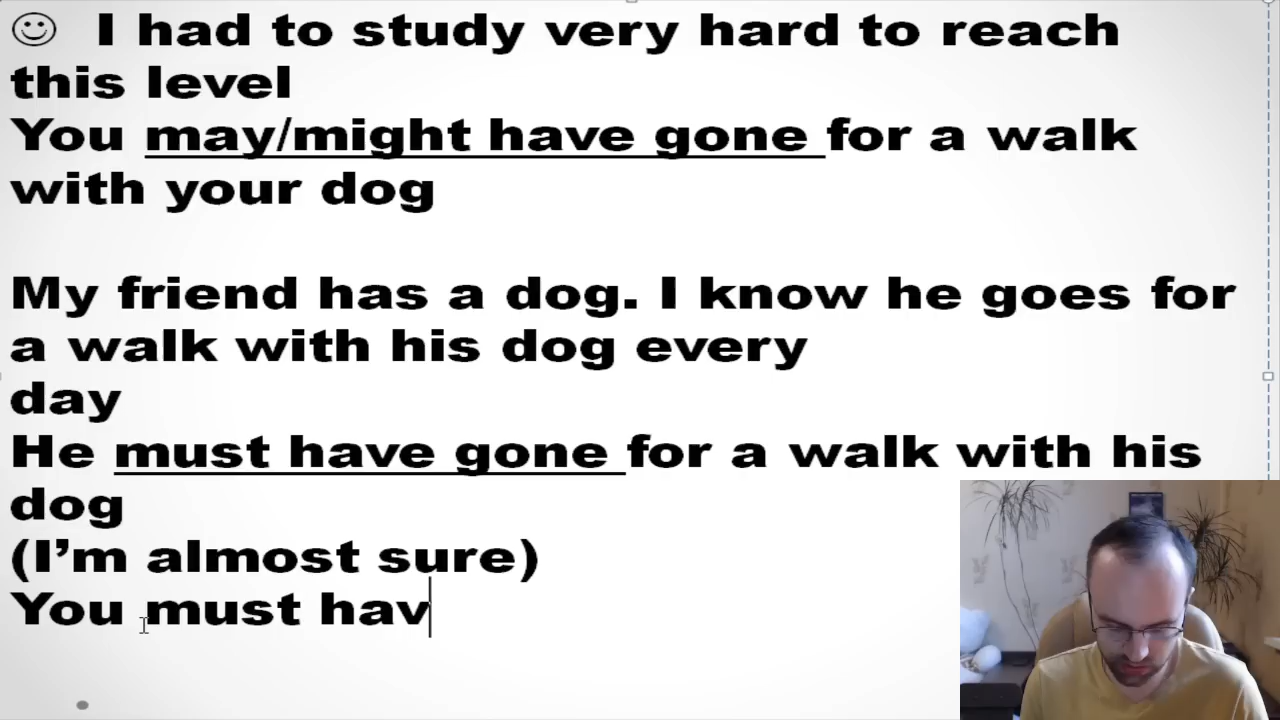 ☺ I had to study very hard to reach
this level
You may/might have gone for a walk
with your dog
My friend has a dog. I know he goes for
a walk with his dog every
day
He must have gone for a walk with his
dog
(I’m almost sure)
You must hav